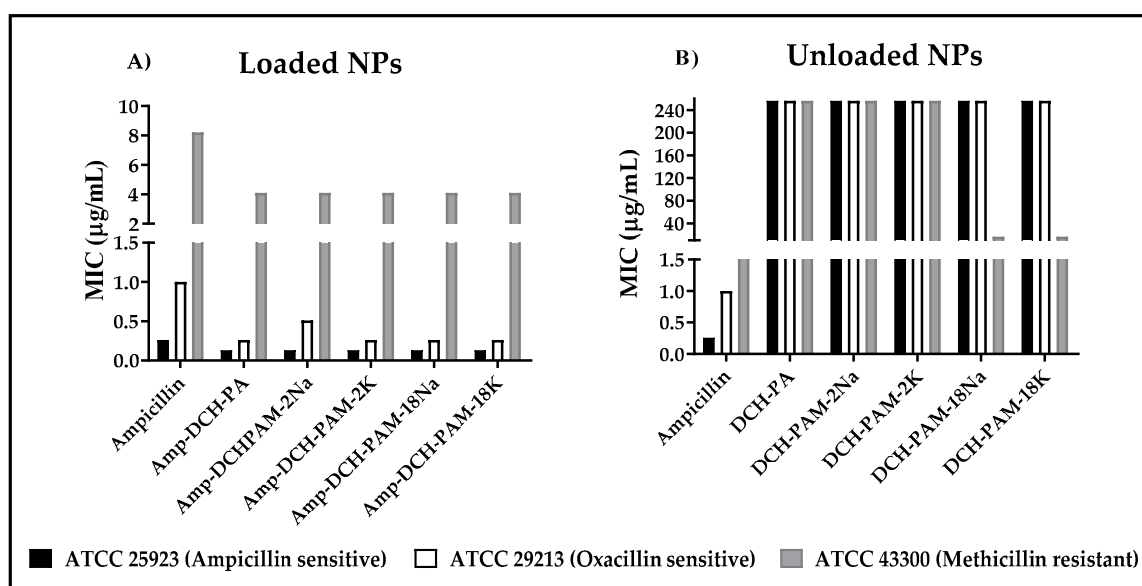 A) Loaded NPs
MIC (µg/mL)
10
8
6
4
2
1.5
1.0
0.5
0.0
Ampicillin
Amp-DCH-PA
Amp-DCHPAM-2Na
Amp-DCH-PAM-2K
Amp-DCH-PAM-18Na
Amp-DCH-PAM-18K
B) Unloaded NPs
MIC (µg/mL)
240
200
160
120
80
40
1.5
1.0
0.5
0.0
Ampicillin
DCH-PA
DCH-PAM-2Na
DCH-PAM-2K
DCH-PAM-18Na
DCH-PAM-18K
ATCC 25923 (Ampicillin sensitive) ATCC 29213 (Oxacillin sensitive) ATCC 43300 (Methicillin resistant)